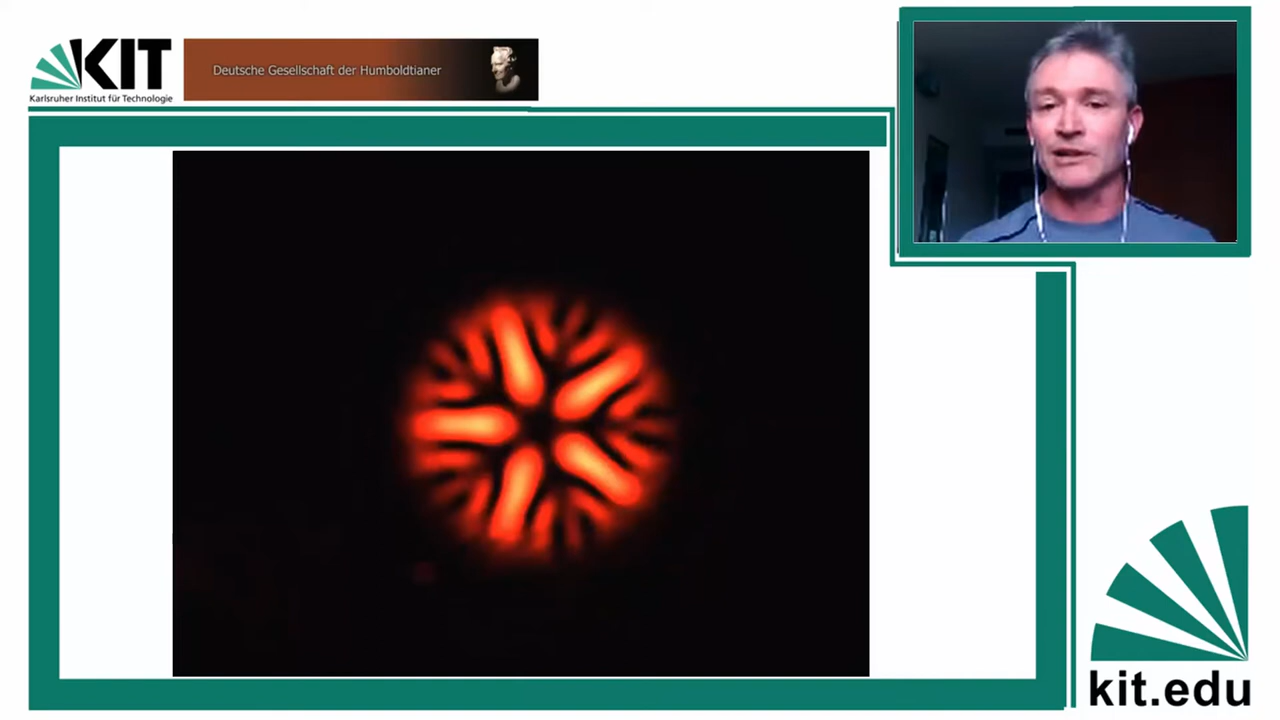 KIT
Karlsruher Institut für Technologie
Deutsche Gesellschaft der Humboldtianer
kit.edu